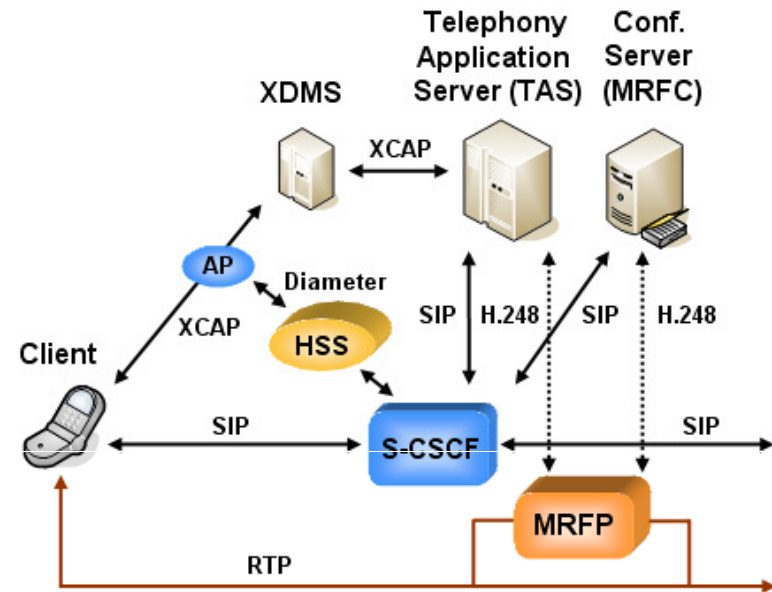 Telephony
Application
Server (TAS)
Conf.
Server
(MRFC)
XDMS
XCAP
AP
Diameter
XCAP
HSS
SIP
H.248
SIP
H.248
Client
SIP
S-CSCF
SIP
MRFP
RTP